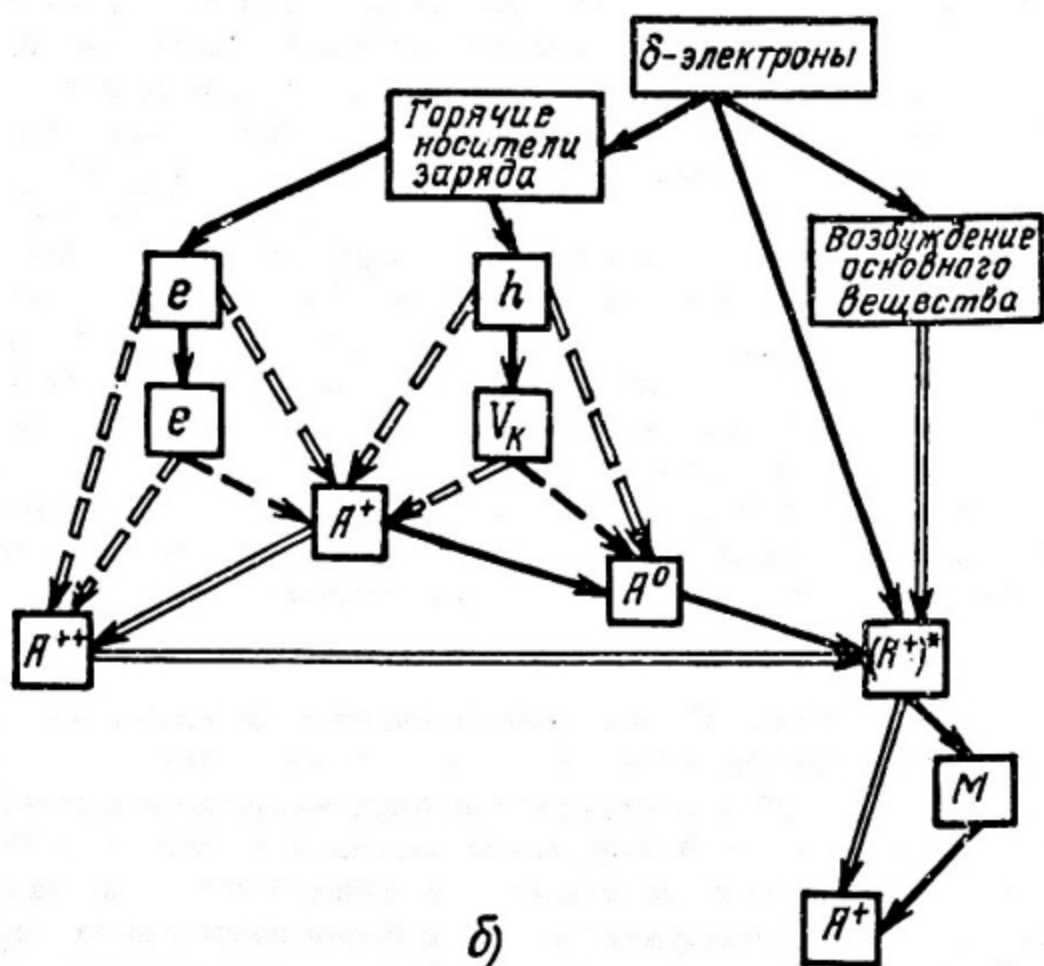 δ-электроны
Горячие
носители
заряда
Возбуждение
основного
вещества
e
h
e
V_K
A⁺
A⁰
A⁺⁺
(A⁺)*
M
A⁺
б)